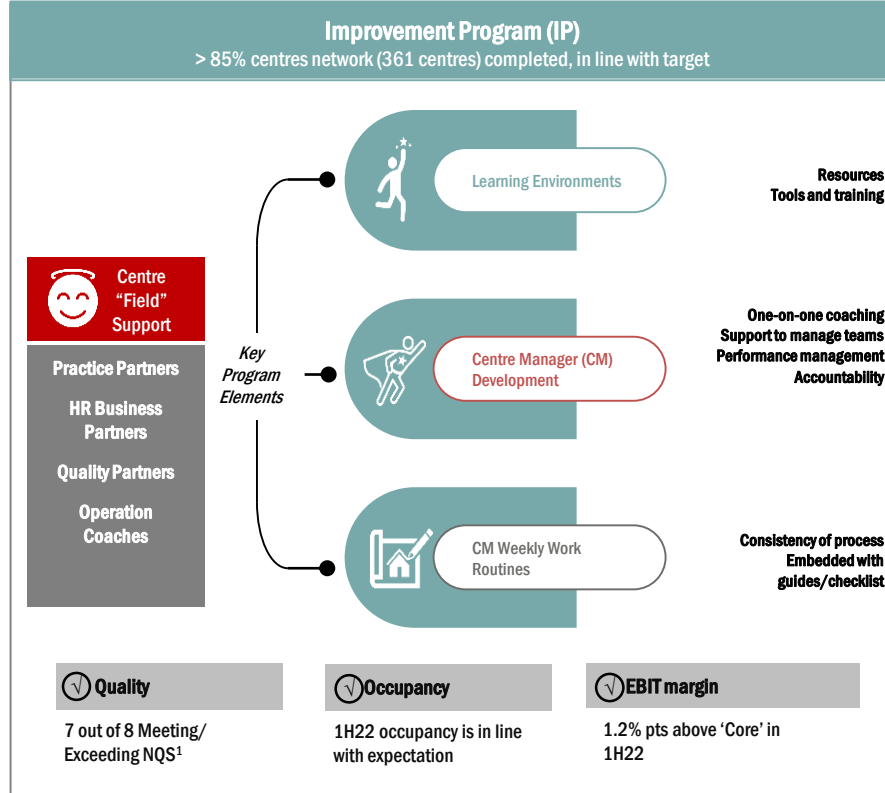 Improvement Program (IP)
> 85% centres network (361 centres) completed, in line with target
Learning Environments
Resources
Tools and training
Centre
“Field”
Support
Practice Partners
HR Business
Partners
Quality Partners
Operation
Coaches
Key
Program
Elements
Centre Manager (CM)
Development
One-on-one coaching
Support to manage teams
Performance management
Accountability
CM Weekly Work
Routines
Consistency of process
Embedded with
guides/checklist
√ Quality
7 out of 8 Meeting/
Exceeding NQS¹
√ Occupancy
1H22 occupancy is in line
with expectation
√ EBIT margin
1.2% pts above ‘Core’ in
1H22